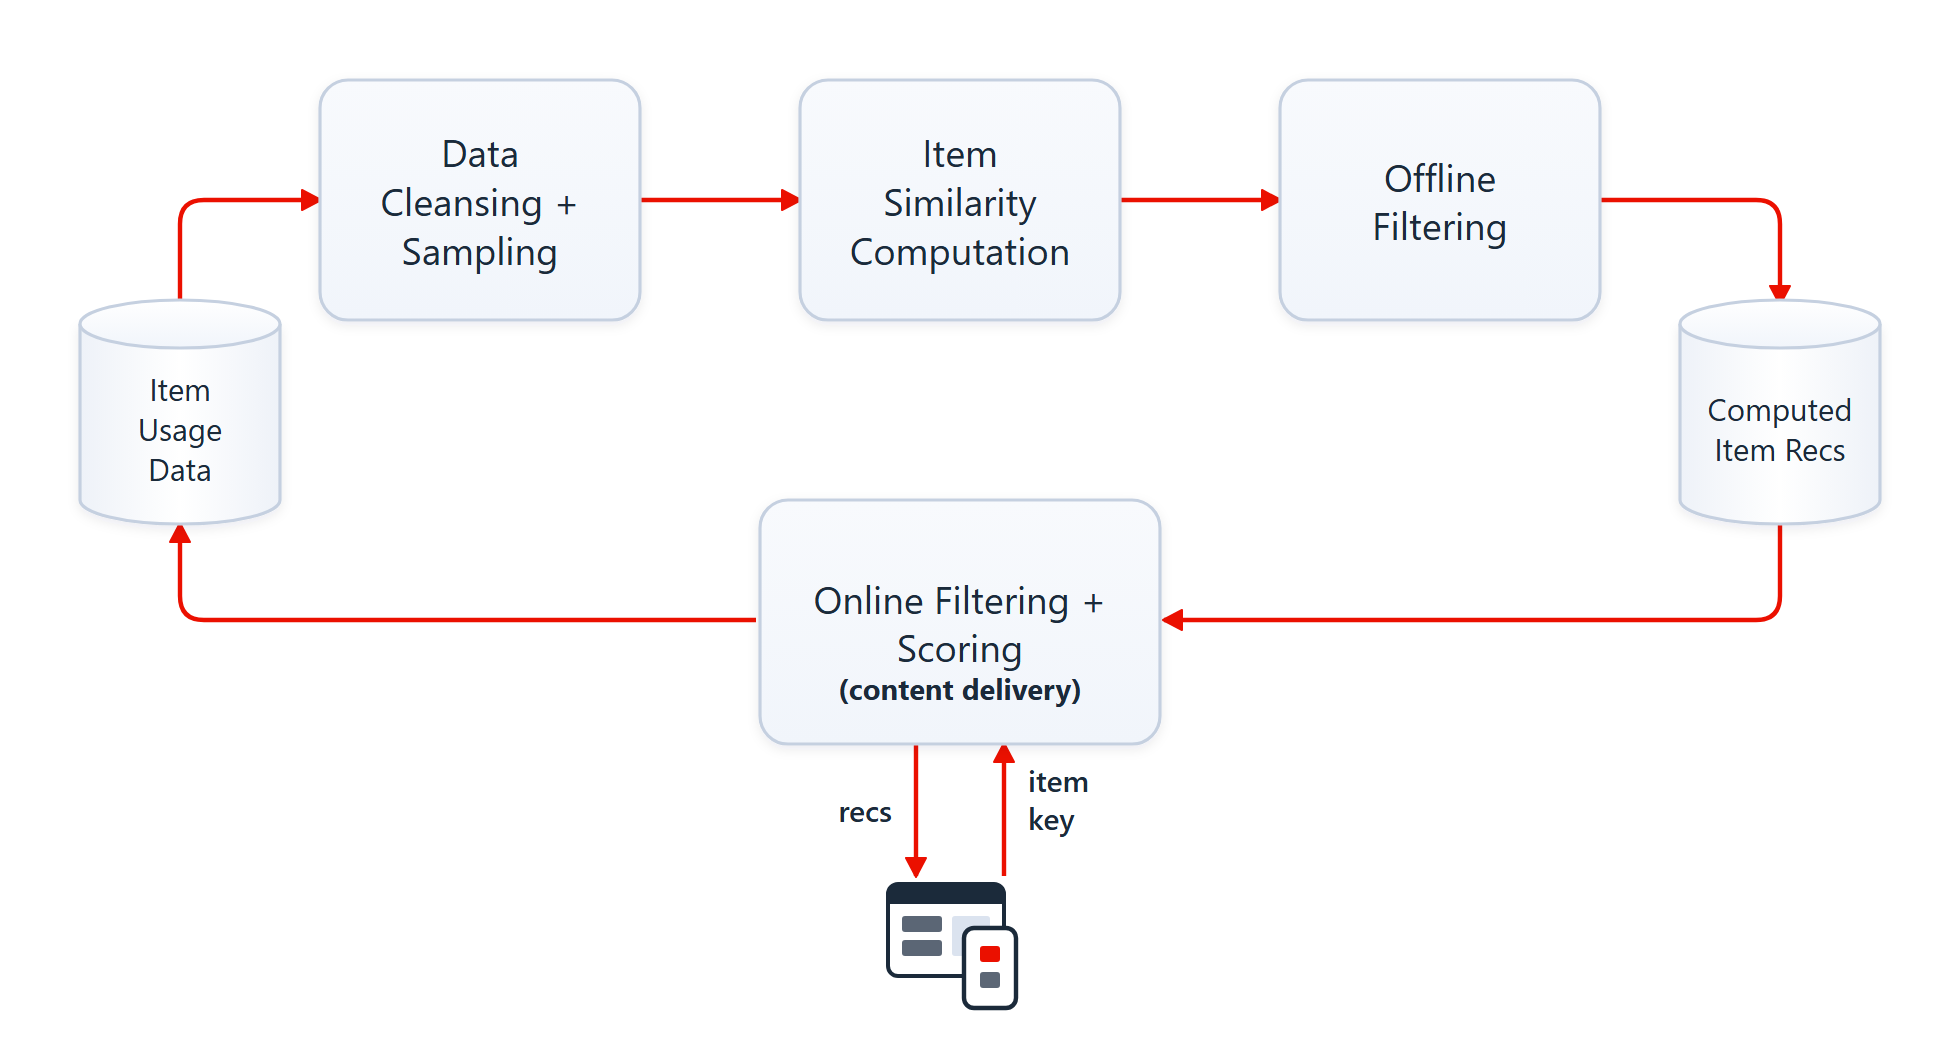 Data
Cleansing +
Sampling
Item
Similarity
Computation
Offline
Filtering
Item
Usage
Data
Computed
Item Recs
Online Filtering +
Scoring
(content delivery)
recs
item
key